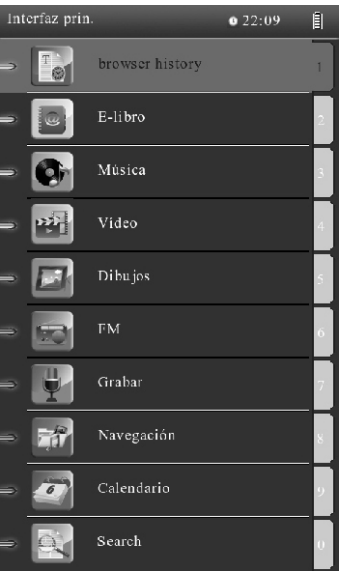 Interfaz prin. 22:09
browser history 1
E-libro 2
Música 3
Video 4
Dibujos 5
FM 6
Grabar 7
Navegación 8
Calendario 9
Search 0